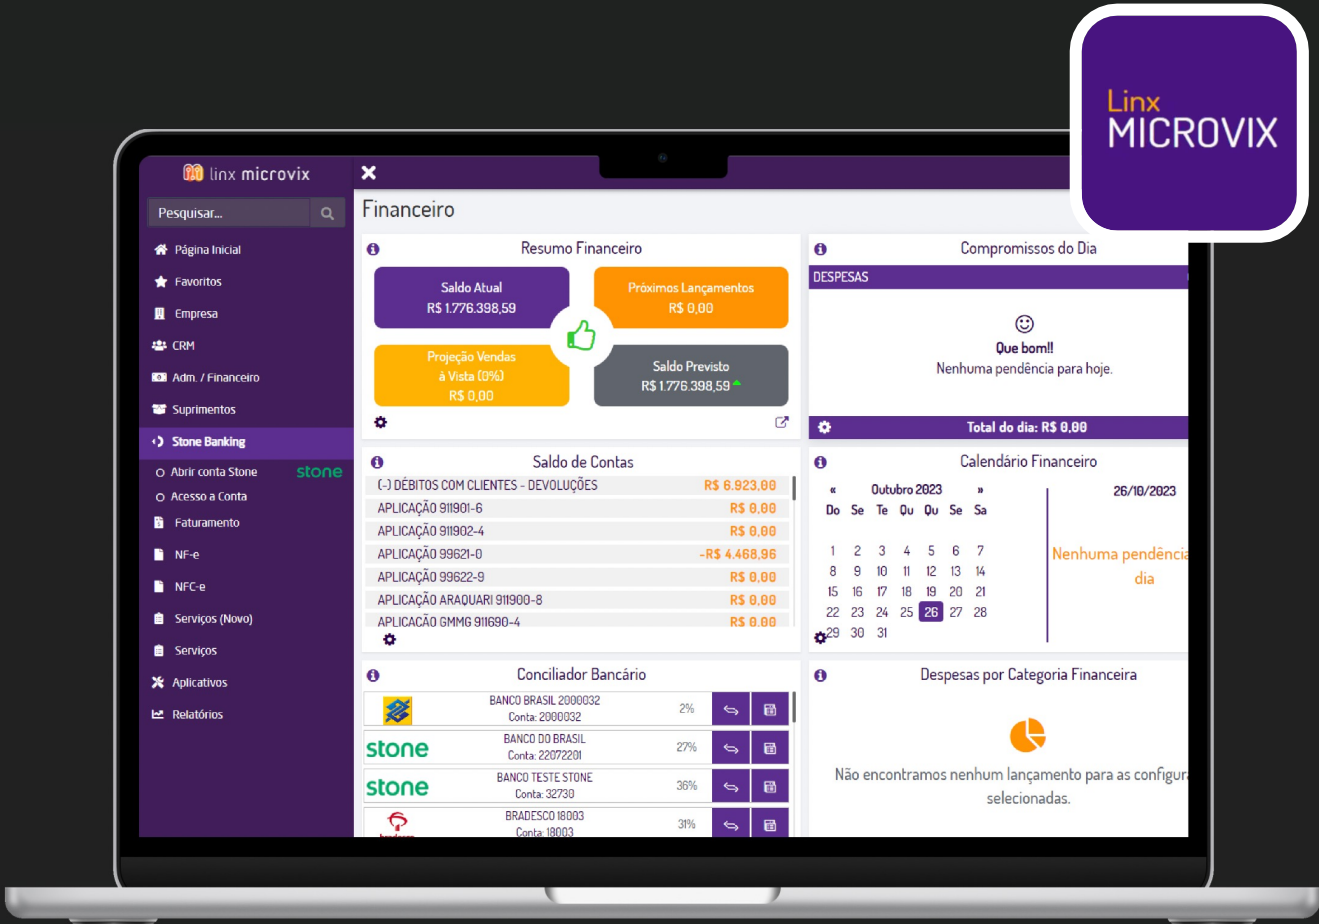 Linx
MICROVIX
linx microvix
Pesquisar...
Página Inicial
Favoritos
Empresa
CRM
Adm. / Financeiro
Suprimentos
Stone Banking
Abrir conta Stone
stone
Acesso a Conta
Faturamento
NF-e
NFC-e
Serviços (Novo)
Serviços
Aplicativos
Relatórios
Financeiro
Resumo Financeiro
Saldo Atual
R$ 1.776.398,59
Próximos Lançamentos
R$ 0,00
Projeção Vendas
à Vista (0%)
R$ 0,00
Saldo Previsto
R$ 1.776.398,59
Compromissos do Dia
DESPESAS
Que bom!!
Nenhuma pendência para hoje.
Total do dia: R$ 0,00
Saldo de Contas
(-) DÉBITOS COM CLIENTES - DEVOLUÇÕES R$ 6.923,00
APLICAÇÃO 911901-6 R$ 0,00
APLICAÇÃO 911902-4 R$ 0,00
APLICAÇÃO 99621-0 -R$ 4.468,96
APLICAÇÃO 99622-9 R$ 0,00
APLICAÇÃO ARAQUARI 911900-8 R$ 0,00
APLICAÇÃO GMMG 911690-4 R$ 0,00
Calendário Financeiro
« Outubro 2023 »
Do Se Te Qu Qu Se Sa
1 2 3 4 5 6 7
8 9 10 11 12 13 14
15 16 17 18 19 20 21
22 23 24 25 26 27 28
29 30 31
26/10/2023
Nenhuma pendência
dia
Conciliador Bancário
BANCO BRASIL 2000032
Conta: 2000032
2%
stone
BANCO DO BRASIL
Conta: 22072201
27%
stone
BANCO TESTE STONE
Conta: 32730
36%
BRADESCO 18003
Conta: 18003
31%
Despesas por Categoria Financeira
Não encontramos nenhum lançamento para as configur
selecionadas.